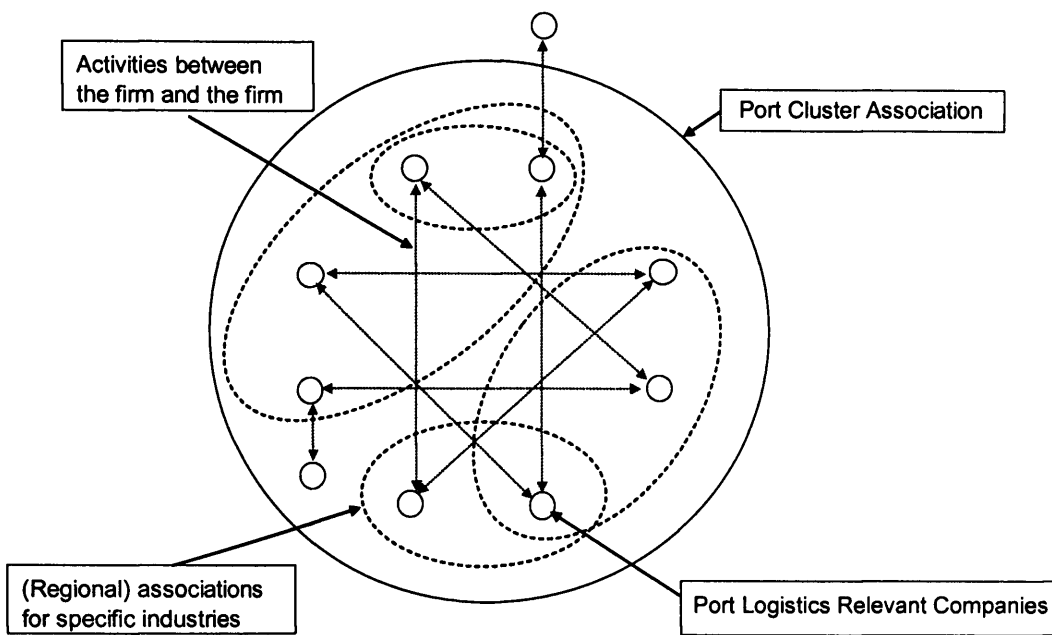 Activities between
the firm and the firm
Port Cluster Association
(Regional) associations
for specific industries
Port Logistics Relevant Companies